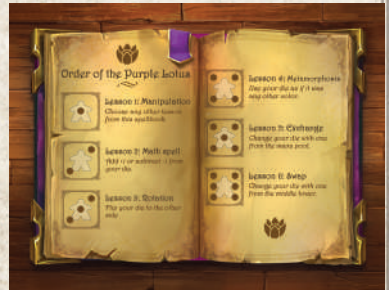 Order of the Purple Lotus
Lesson 1: Manipulation
Choose any other lesson
from this spellbook.
Lesson 2: Math spell
Add +1 or subtract -1 from
your die.
Lesson 3: Rotation
Flip your die to the other
side.
Lesson 4: Metamorphosis
Use your die as if it was
any other color.
Lesson 5: Exchange
Change your die with one
from the mana pool.
Lesson 6: Swap
Change your die with one
from the middle tower.